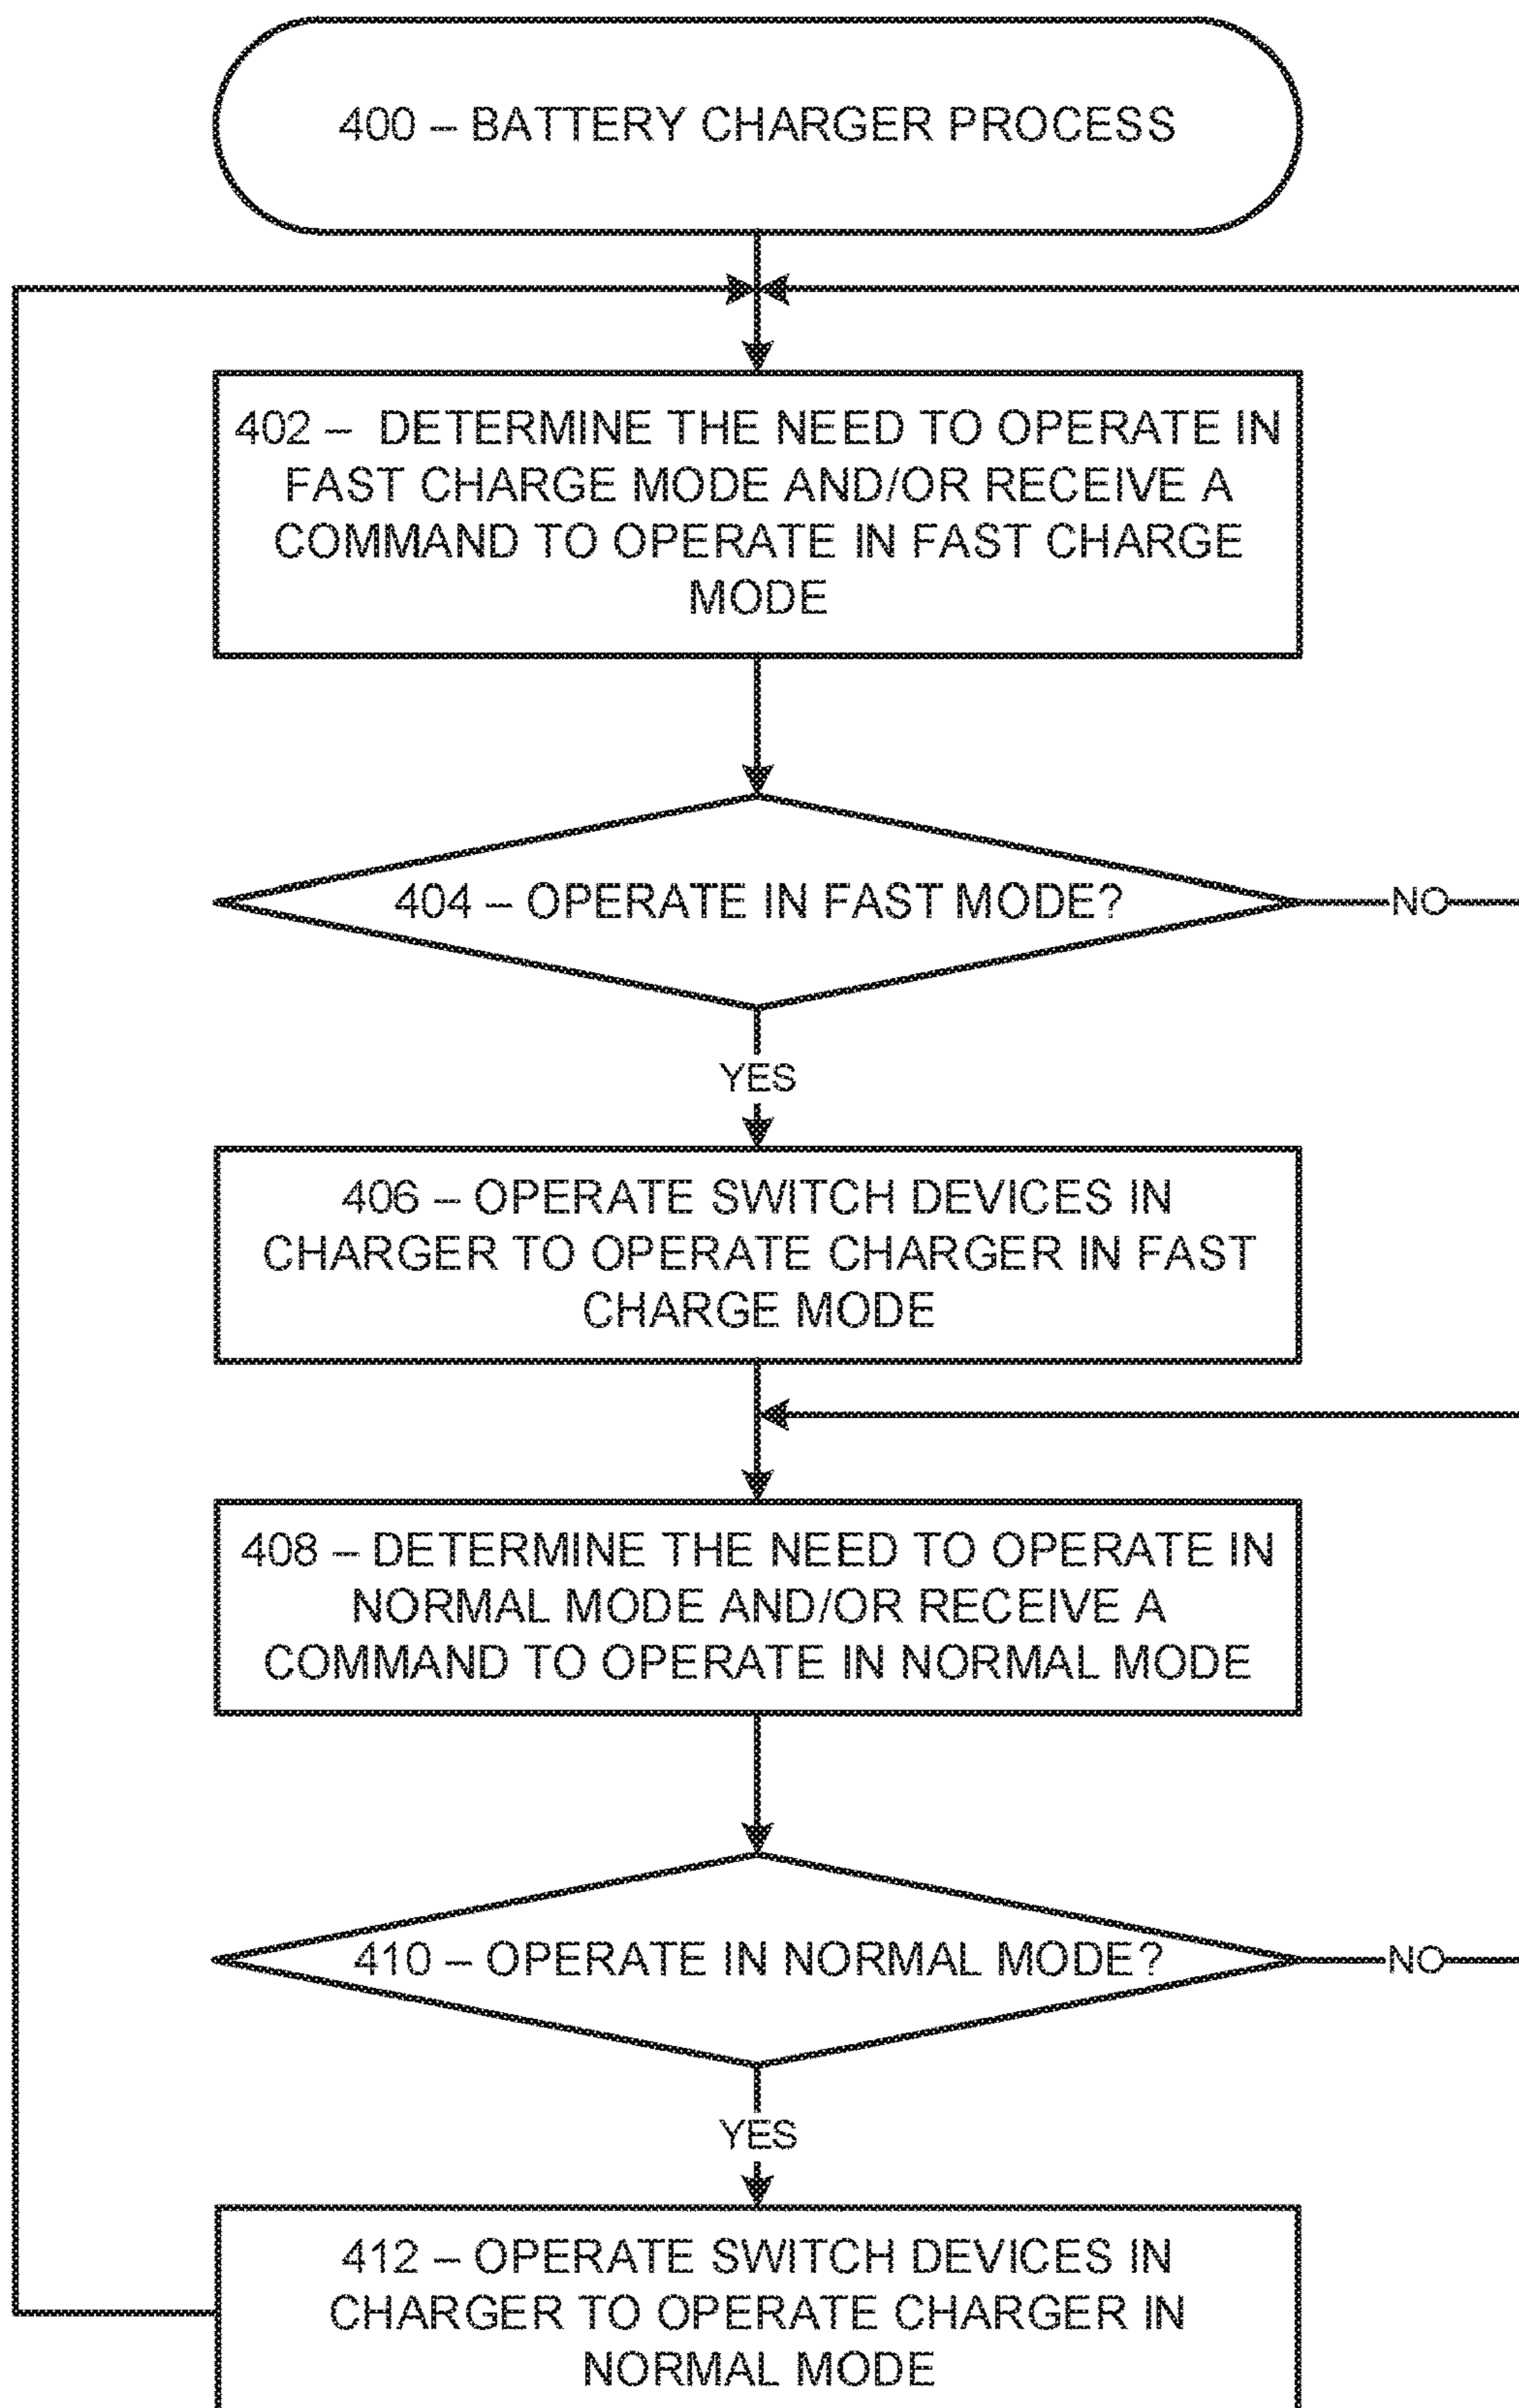 400 – BATTERY CHARGER PROCESS
402 – DETERMINE THE NEED TO OPERATE IN
FAST CHARGE MODE AND/OR RECEIVE A
COMMAND TO OPERATE IN FAST CHARGE
MODE
404 – OPERATE IN FAST MODE?
NO
YES
406 – OPERATE SWITCH DEVICES IN
CHARGER TO OPERATE CHARGER IN FAST
CHARGE MODE
408 – DETERMINE THE NEED TO OPERATE IN
NORMAL MODE AND/OR RECEIVE A
COMMAND TO OPERATE IN NORMAL MODE
410 – OPERATE IN NORMAL MODE?
NO
YES
412 – OPERATE SWITCH DEVICES IN
CHARGER TO OPERATE CHARGER IN
NORMAL MODE